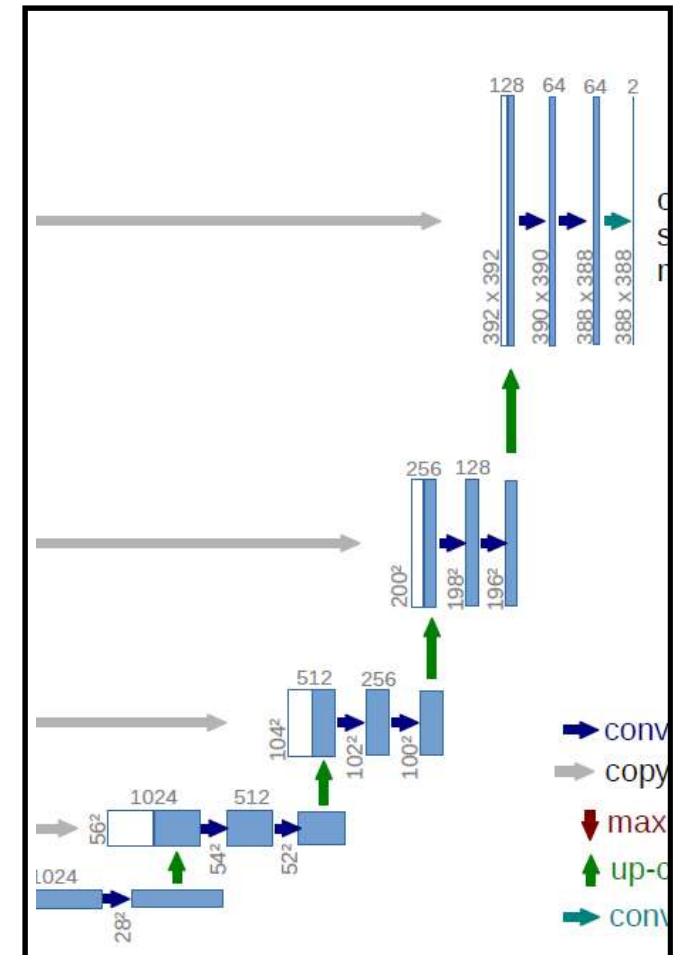 128 64 64 2
392 x 392
390 x 390
388 x 388
388 x 388
256 128
200²
198²
196²
512 256
104²
102²
100²
conv
copy
1024 512
56²
54²
52²
max
up-c
1024
28²
conv